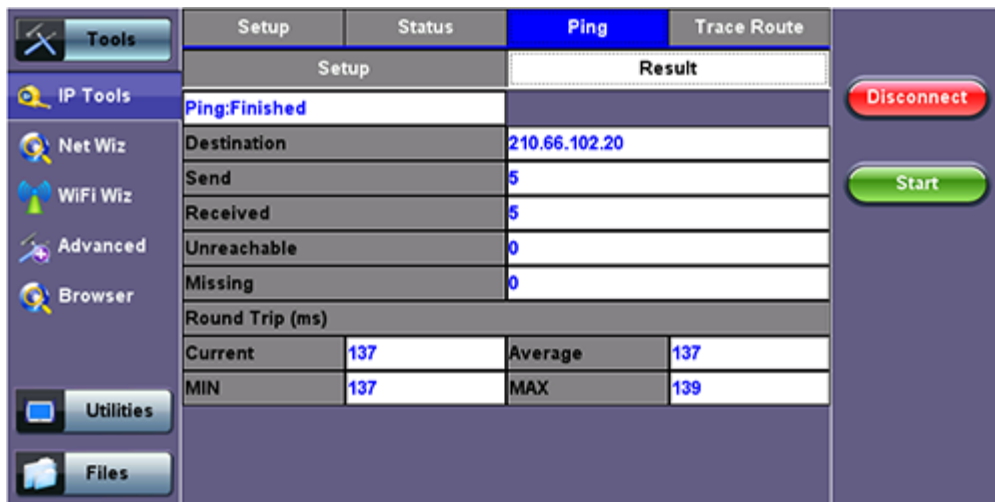 Tools
IP Tools
Net Wiz
WiFi Wiz
Advanced
Browser
Utilities
Files
Setup Status Ping Trace Route
Setup Result
Ping:Finished
Destination 210.66.102.20
Send 5
Received 5
Unreachable 0
Missing 0
Round Trip (ms)
Current 137 Average 137
MIN 137 MAX 139
Disconnect
Start